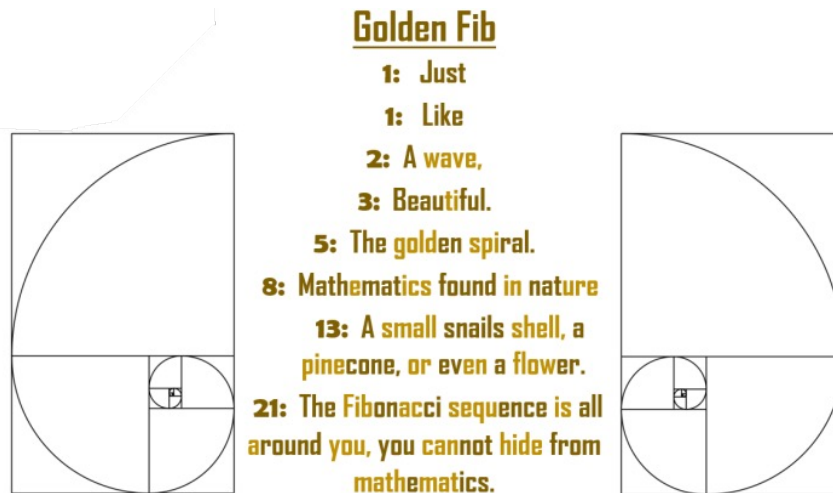 Golden Fib
1: Just
1: Like
2: A wave,
3: Beautiful.
5: The golden spiral.
8: Mathematics found in nature
13: A small snails shell, a
pinecone, or even a flower.
21: The Fibonacci sequence is all
around you, you cannot hide from
mathematics.